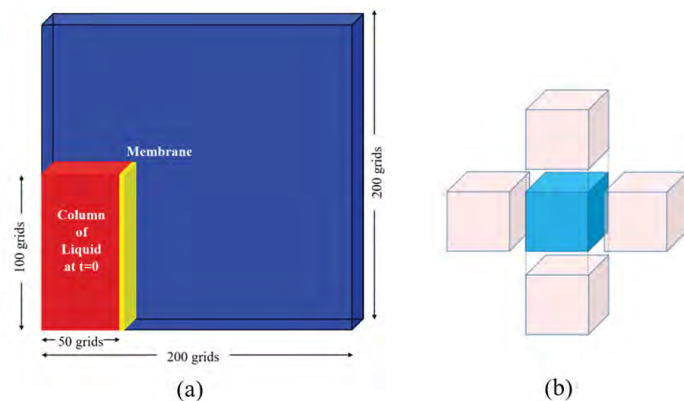 Membrane
Column
of
Liquid
at t=0
100 grids
200 grids
50 grids
200 grids
(a)
(b)